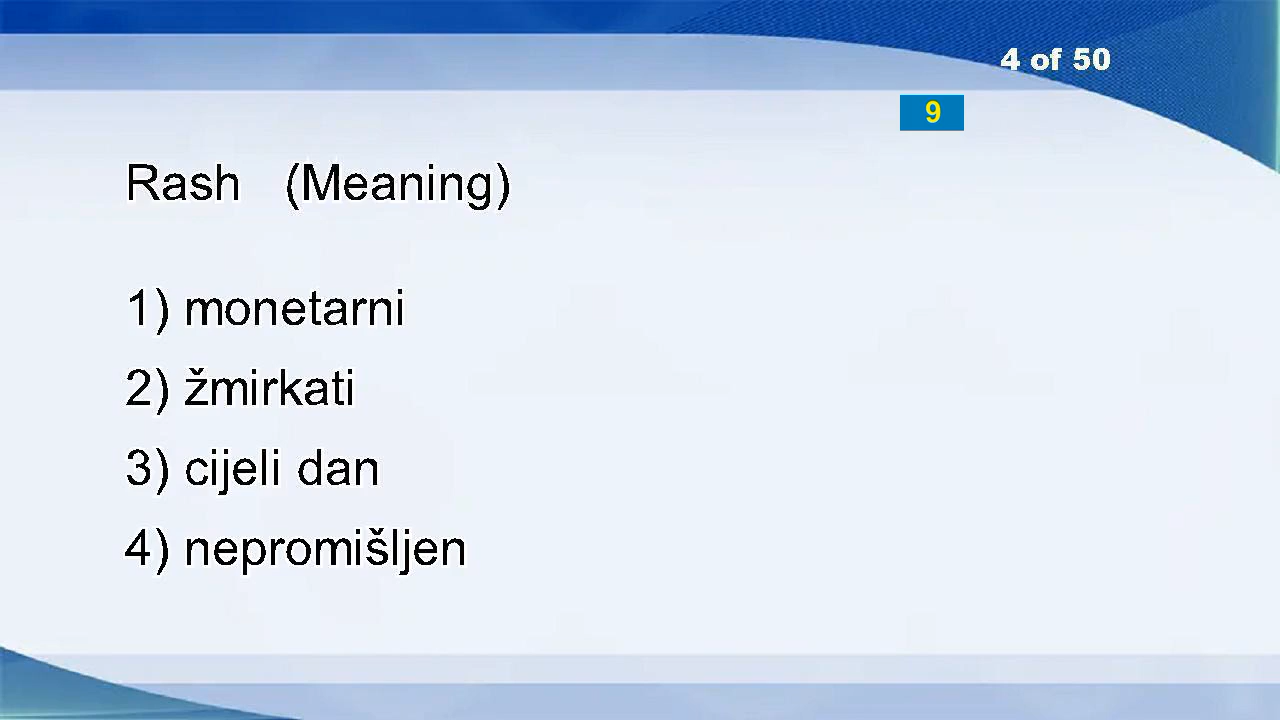 4 of 50
9
Rash (Meaning)
1) monetarni
2) žmirkati
3) cijeli dan
4) nepromišljen